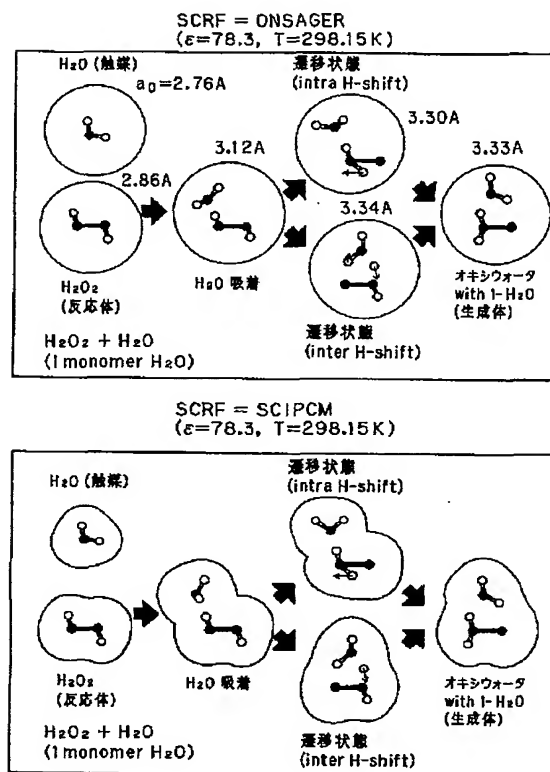 SCRF = ONSAGER
(ε=78.3, T=298.15K)
H₂O (触媒)
a₀=2.76A
遷移状態
(intra H-shift)
3.30A
3.12A
3.33A
2.86A
3.34A
H₂O₂
(反応体)
H₂O 吸着
オキシウォータ
with 1-H₂O
(生成体)
遷移状態
(inter H-shift)
H₂O₂ + H₂O
(1 monomer H₂O)
SCRF = SCIPCM
(ε=78.3, T=298.15K)
H₂O (触媒)
遷移状態
(intra H-shift)
H₂O₂
(反応体)
H₂O 吸着
オキシウォータ
with 1-H₂O
(生成体)
遷移状態
(inter H-shift)
H₂O₂ + H₂O
(1 monomer H₂O)